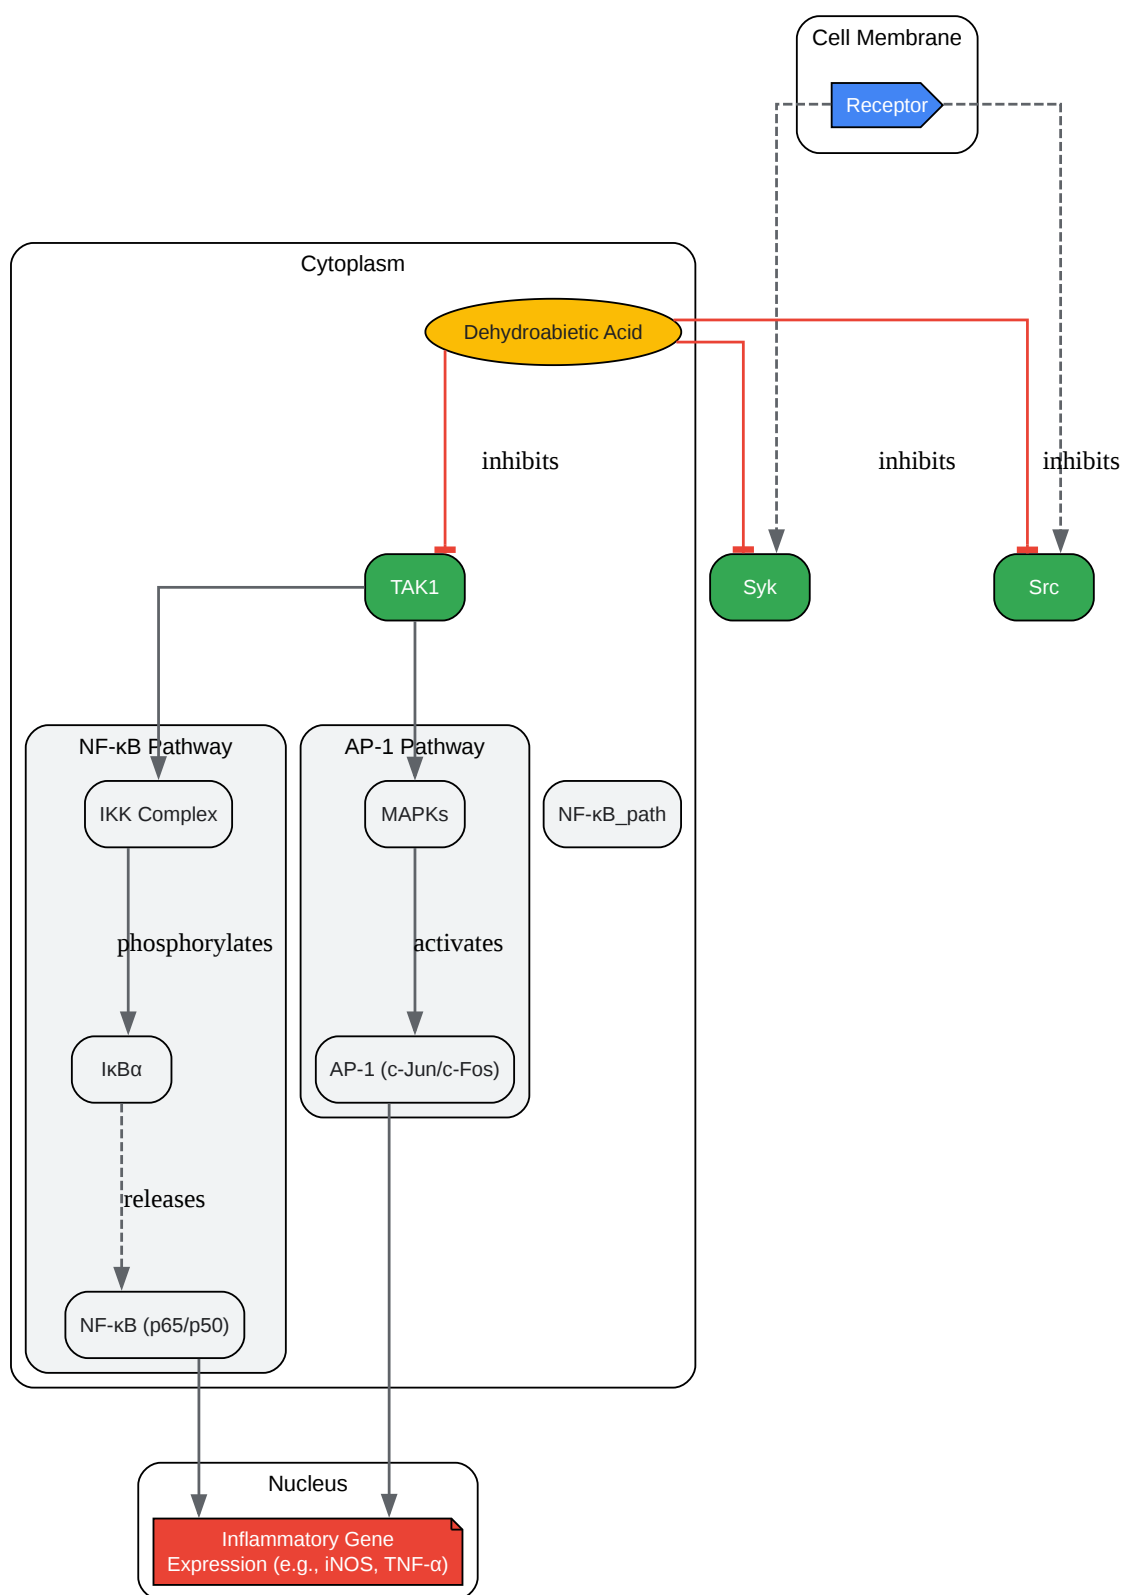 Cell Membrane
Receptor
Cytoplasm
Dehydroabietic Acid
inhibits
inhibits
inhibits
TAK1
Syk
Src
NF-κB Pathway
AP-1 Pathway
IKK Complex
MAPKs
NF-κB_path
phosphorylates
activates
IκBα
AP-1 (c-Jun/c-Fos)
releases
NF-κB (p65/p50)
Nucleus
Inflammatory Gene
Expression (e.g., iNOS, TNF-α)